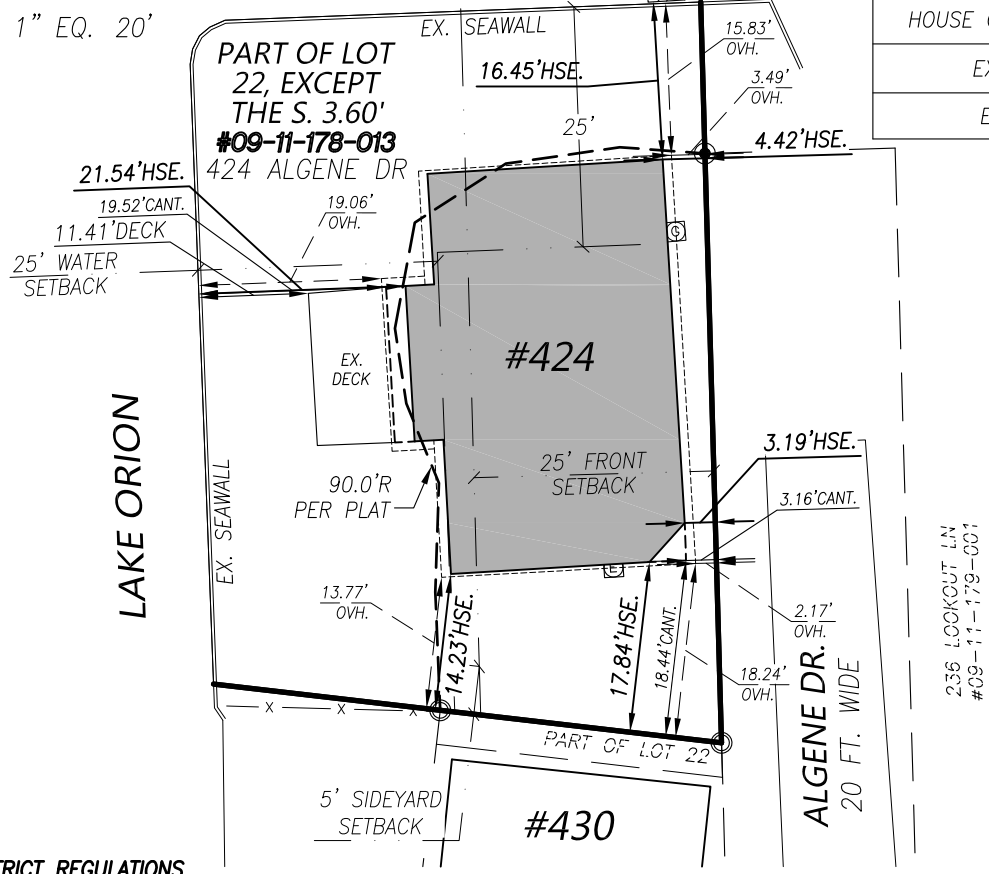 1" EQ. 20'
EX. SEAWALL
HOUSE
PART OF LOT
22, EXCEPT
THE S. 3.60'
#09-11-178-013
424 ALGENE DR
15.83'
OVH.
16.45'HSE.
3.49'
OVH.
25'
4.42'HSE.
21.54'HSE.
19.52'CANT.
11.41'DECK
25' WATER
SETBACK
19.06'
OVH.
G
#424
EX.
DECK
LAKE ORION
EX. SEAWALL
90.0'R
PER PLAT
25' FRONT
SETBACK
3.19'HSE.
3.16'CANT.
E
13.77'
OVH.
14.23'HSE.
17.84'HSE.
18.44'CANT.
2.17'
OVH.
18.24'
OVH.
ALGENE DR.
20 FT. WIDE
236 LOOKOUT LN
#09-11-179-001
X X X
PART OF LOT 22
5' SIDEYARD
SETBACK
#430
TRICT REGULATIONS